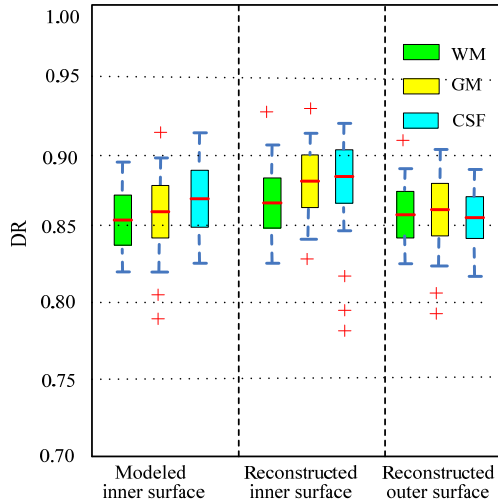 1.00
0.95
0.90
0.85
0.80
0.75
0.70
DR
WM
GM
CSF
Modeled
inner surface
Reconstructed
inner surface
Reconstructed
outer surface